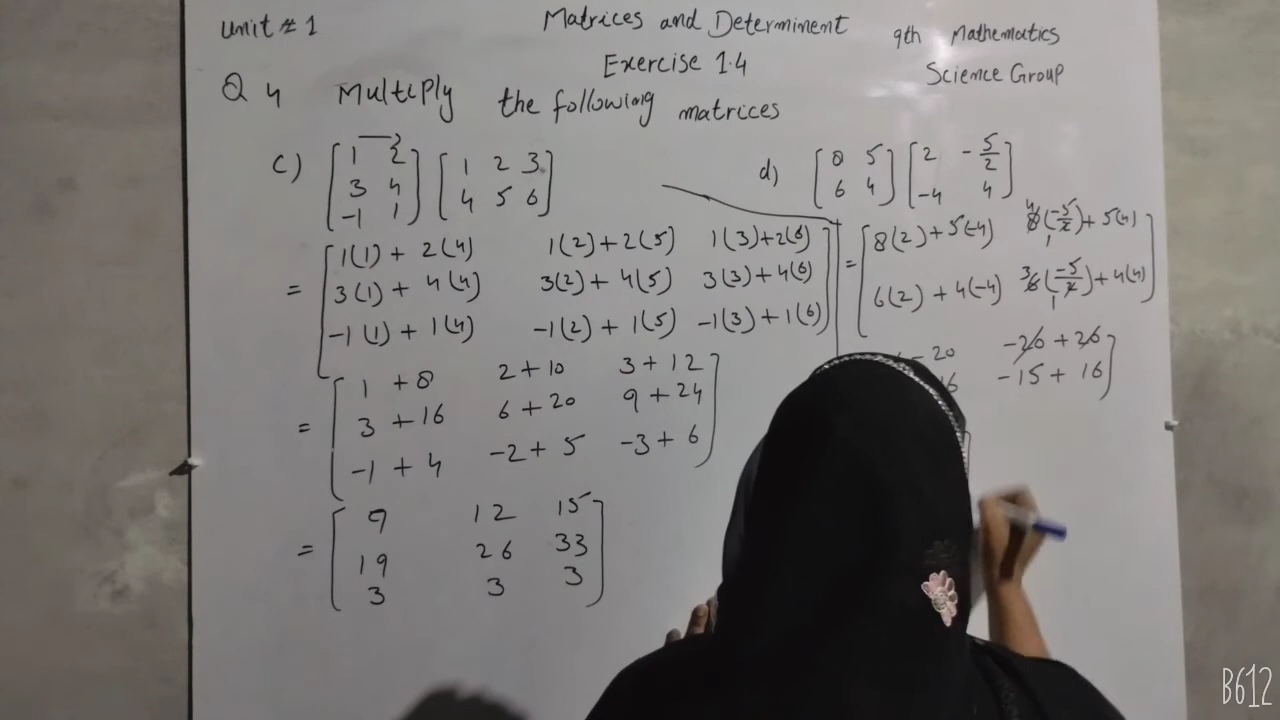 Unit # 1
Matrices and Determinent
9th Mathematics
Exercise 1.4
Science Group
Q 4 Multiply the following matrices
c) [1 2 [1 2 3
3 4 4 5 6]
-1 1]
= [1(1) + 2(4) 1(2)+2(5) 1(3)+2(6)
3(1) + 4(4) 3(2)+ 4(5) 3(3)+4(6)
-1(1) + 1(4) -1(2) + 1(5) -1(3)+1(6)]
= [1 + 8 2+10 3+12
3 +16 6+20 9+24
-1 + 4 -2+ 5 -3+ 6]
= [9 12 15
19 26 33
3 3 3]
d) [8 5 [2 -5/2
6 4] -4 4]
= [8(2)+5(-4) 8(-5/2)+5(4)
6(2)+4(-4) 6(-5/2)+4(4)]
-20 -20+20
16 -15+16]
B612